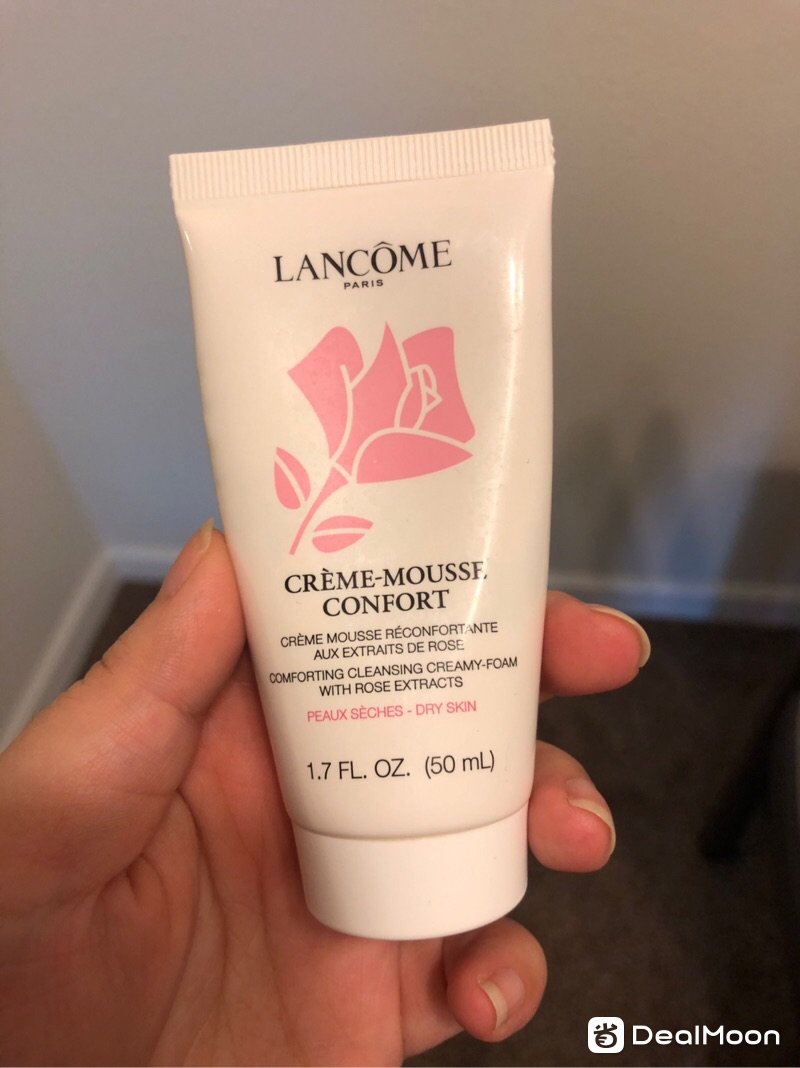 LANCÔME
PARIS
CRÈME-MOUSSE
CONFORT
CRÈME MOUSSE RÉCONFORTANTE
AUX EXTRAITS DE ROSE
COMFORTING CLEANSING CREAMY-FOAM
WITH ROSE EXTRACTS
PEAUX SÈCHES - DRY SKIN
1.7 FL. OZ. (50 mL)
DealMoon